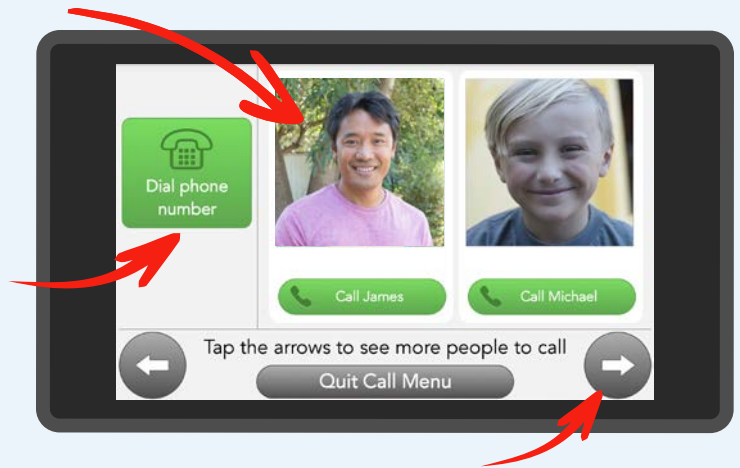 Dial phone
number
Call James
Call Michael
Tap the arrows to see more people to call
Quit Call Menu